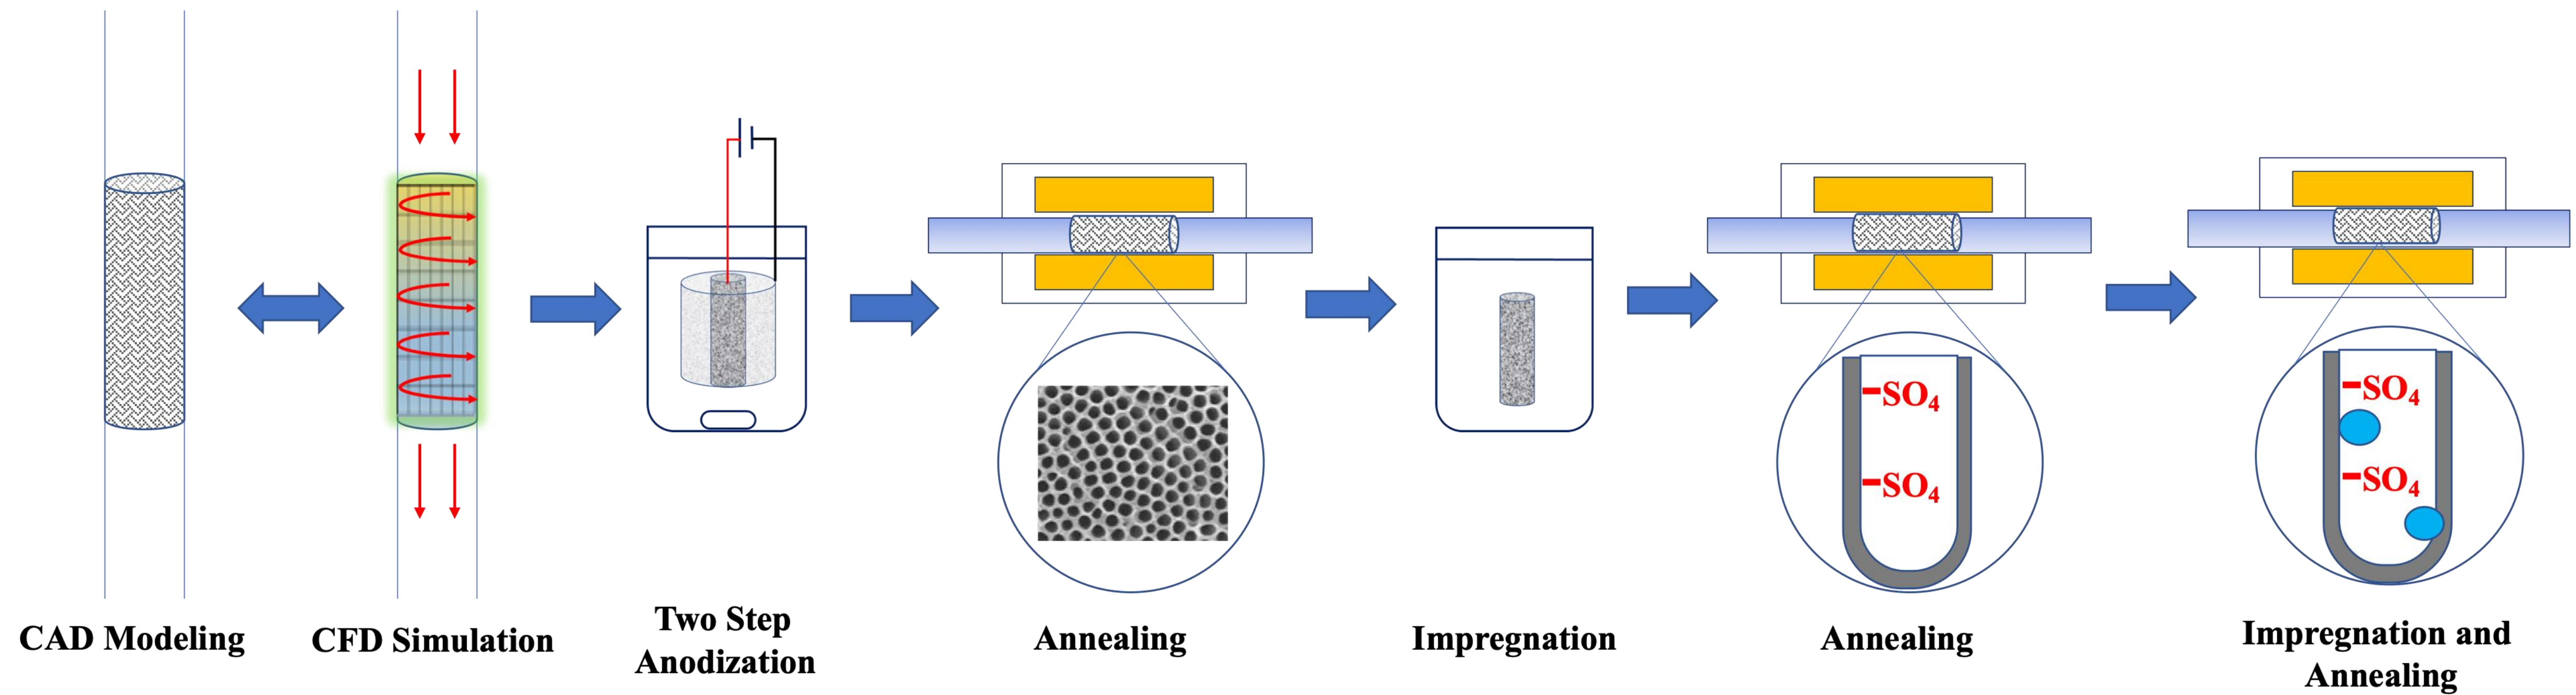 -SO₄
-SO₄
-SO₄
-SO₄
CAD Modeling
CFD Simulation
Two Step
Anodization
Annealing
Impregnation
Annealing
Impregnation and
Annealing